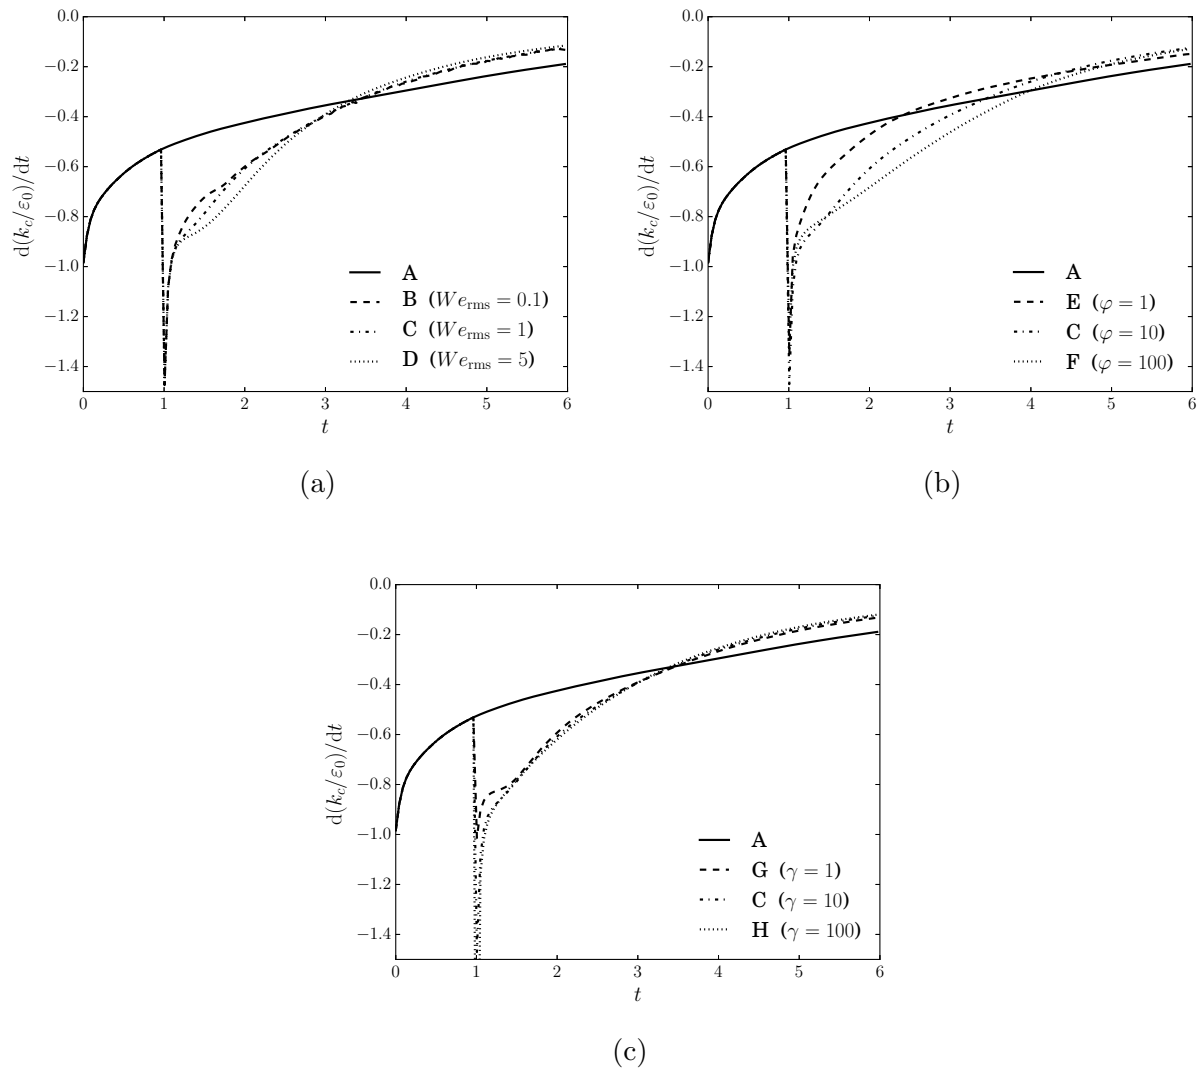 0.0
−0.2
−0.4
−0.6
−0.8
−1.0
−1.2
−1.4
d(k_c/ε_0)/dt
A
B (We_rms = 0.1)
C (We_rms = 1)
D (We_rms = 5)
0 1 2 3 4 5 6
t
(a)
0.0
−0.2
−0.4
−0.6
−0.8
−1.0
−1.2
−1.4
d(k_c/ε_0)/dt
A
E (φ = 1)
C (φ = 10)
F (φ = 100)
0 1 2 3 4 5 6
t
(b)
0.0
−0.2
−0.4
−0.6
−0.8
−1.0
−1.2
−1.4
d(k_c/ε_0)/dt
A
G (γ = 1)
C (γ = 10)
H (γ = 100)
0 1 2 3 4 5 6
t
(c)